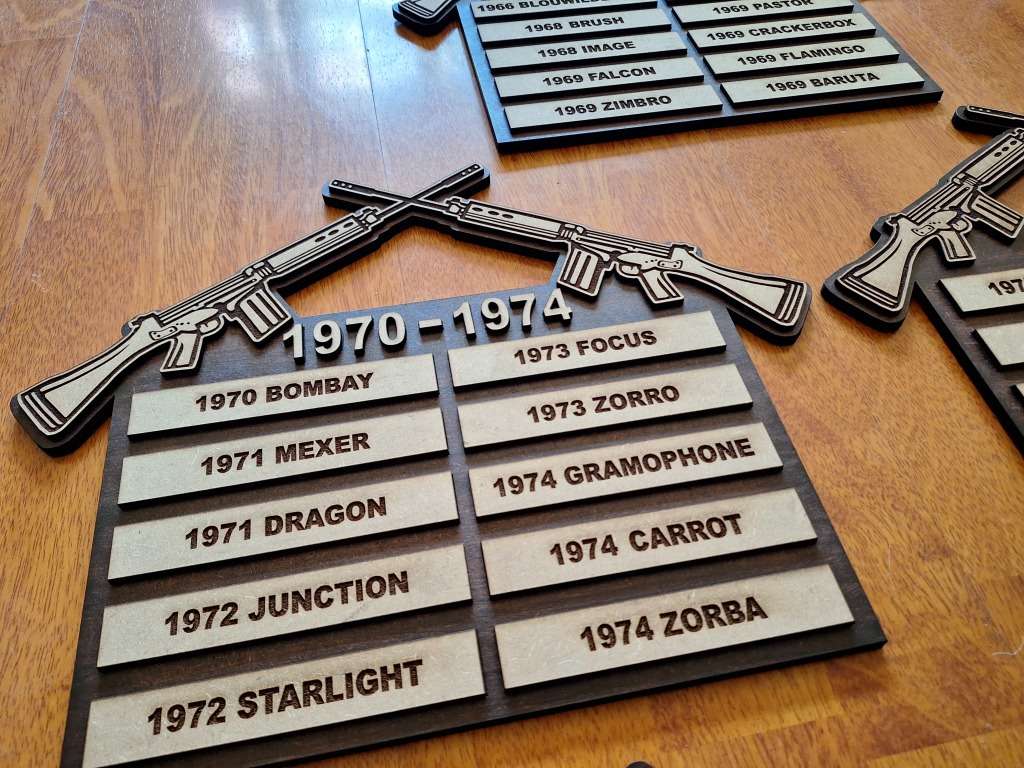 1968 BRUSH
1968 IMAGE
1969 FALCON
1969 ZIMBRO
1969 PASTOR
1969 CRACKERBOX
1969 FLAMINGO
1969 BARUTA
1970 - 1974
1970 BOMBAY
1971 MEXER
1971 DRAGON
1972 JUNCTION
1972 STARLIGHT
1973 FOCUS
1973 ZORRO
1974 GRAMOPHONE
1974 CARROT
1974 ZORBA